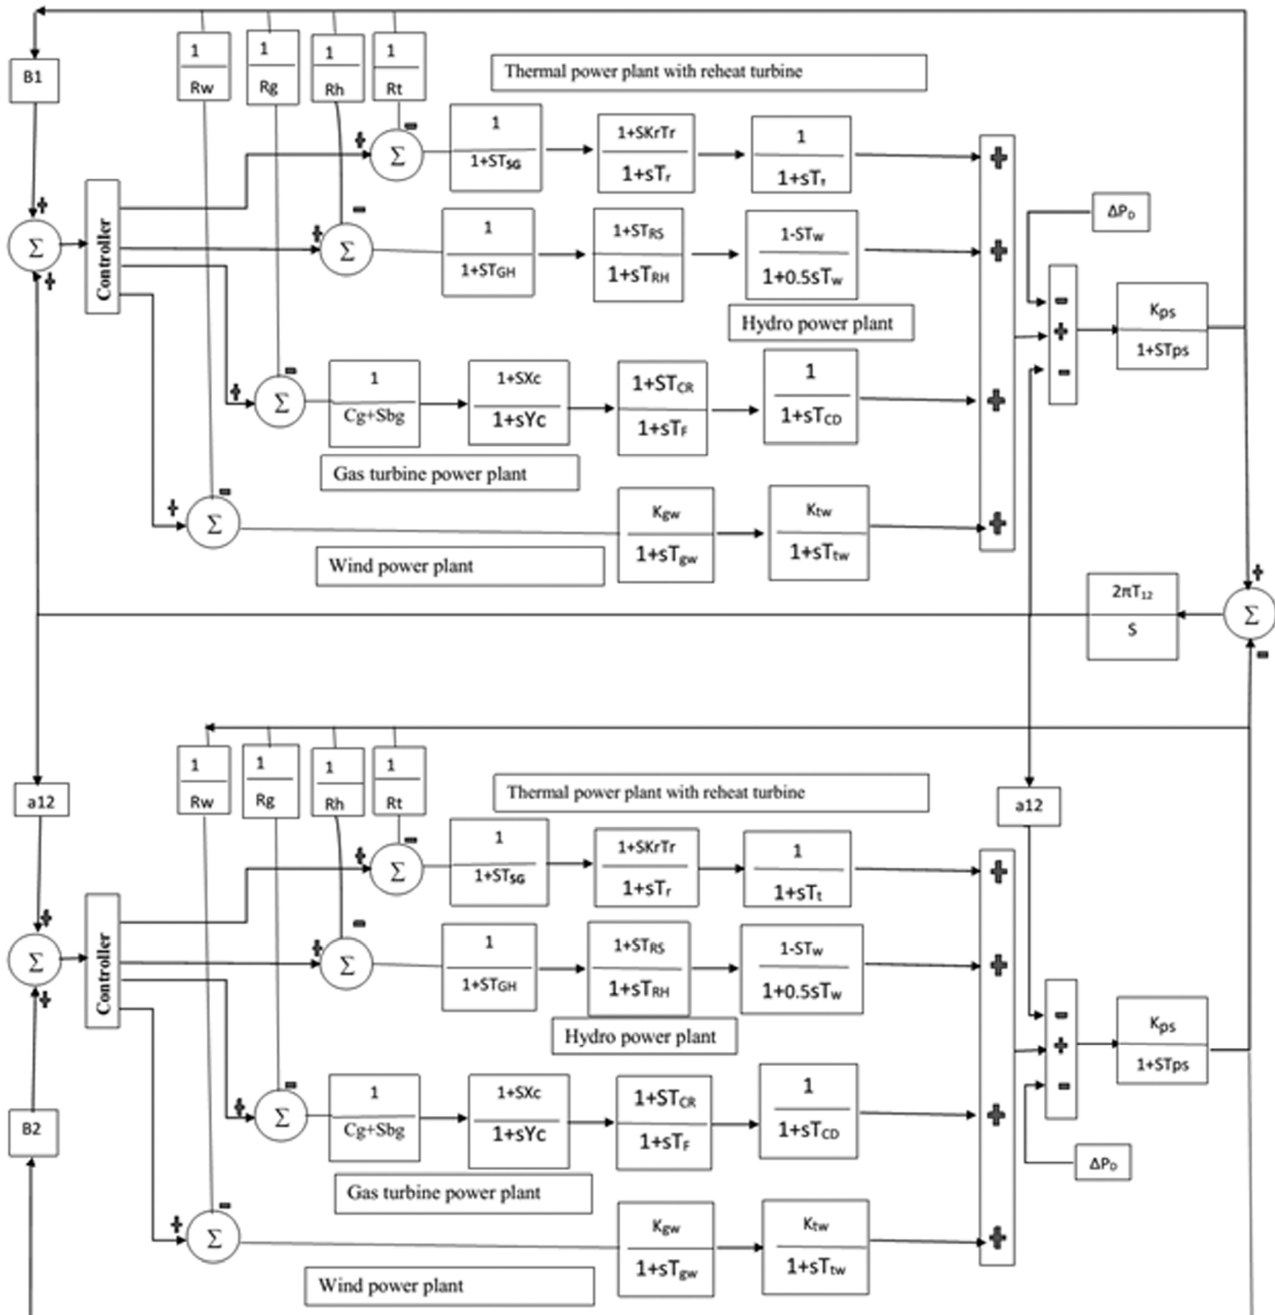 1
Rw
1
Rg
1
Rh
1
Rt
Thermal power plant with reheat turbine
B1
Σ
Controller
+
+
+
-
Σ
1
1+STSG
1+SKrTr
1+sTr
1
1+sTt
+
+
-
Σ
1
1+STGH
1+STRS
1+sTRH
1-STw
1+0.5sTw
+
Hydro power plant
ΔPD
-
+
-
Kps
1+STps
+
-
Σ
1
Cg+Sbg
1+SXc
1+sYc
1+STCR
1+sTF
1
1+sTCD
+
Gas turbine power plant
+
-
Σ
Kgw
1+sTgw
Ktw
1+sTtw
+
Wind power plant
2πT12
S
+
Σ
-
1
Rw
1
Rg
1
Rh
1
Rt
Thermal power plant with reheat turbine
a12
a12
+
Σ
+
Controller
+
-
Σ
1
1+STSG
1+SKrTr
1+sTr
1
1+sTt
+
+
-
Σ
1
1+STGH
1+STRS
1+sTRH
1-STw
1+0.5sTw
+
Hydro power plant
-
+
-
Kps
1+STps
B2
+
-
Σ
1
Cg+Sbg
1+SXc
1+sYc
1+STCR
1+sTF
1
1+sTCD
+
ΔPD
Gas turbine power plant
+
-
Σ
Kgw
1+sTgw
Ktw
1+sTtw
+
Wind power plant